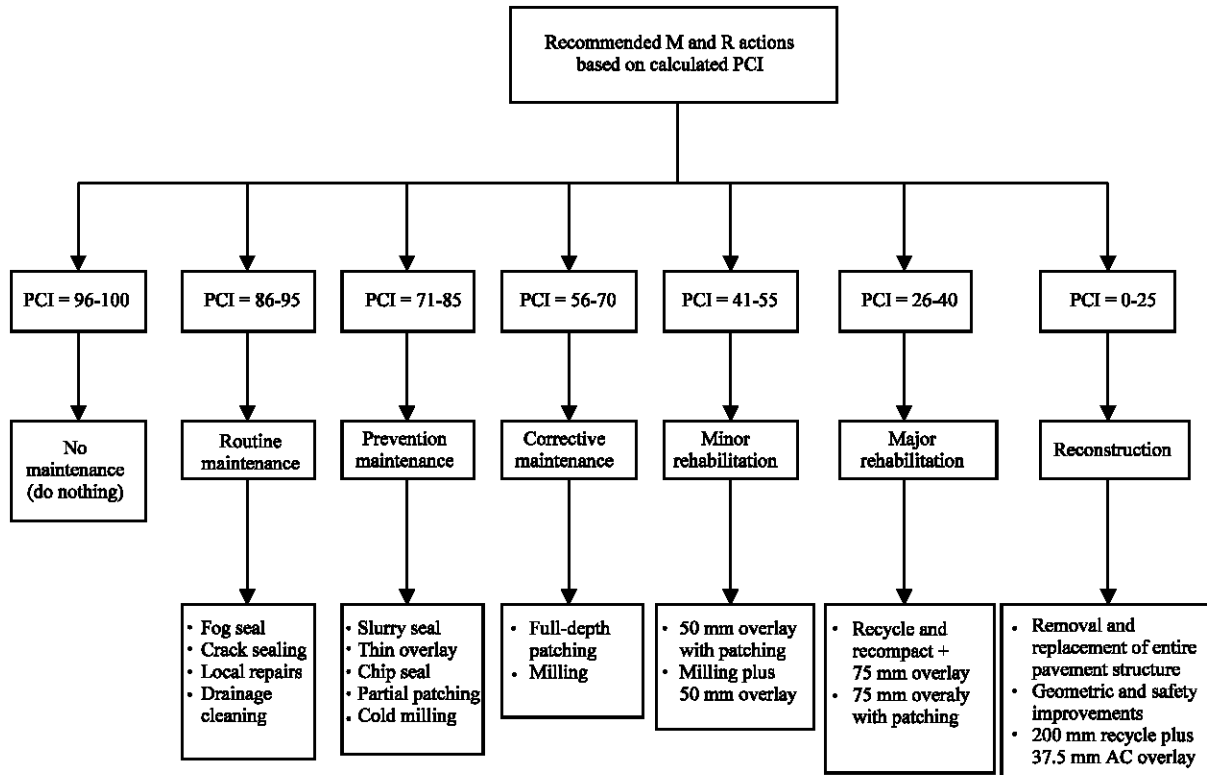 Recommended M and R actions
based on calculated PCI
PCI = 96-100
PCI = 86-95
PCI = 71-85
PCI = 56-70
PCI = 41-55
PCI = 26-40
PCI = 0-25
No
maintenance
(do nothing)
Routine
maintenance
Prevention
maintenance
Corrective
maintenance
Minor
rehabilitation
Major
rehabilitation
Reconstruction
• Fog seal
• Crack sealing
• Local repairs
• Drainage
cleaning
• Slurry seal
• Thin overlay
• Chip seal
• Partial patching
• Cold milling
• Full-depth
patching
• Milling
• 50 mm overlay
with patching
• Milling plus
50 mm overlay
• Recycle and
recompact +
75 mm overlay
• 75 mm overaly
with patching
• Removal and
replacement of entire
pavement structure
• Geometric and safety
improvements
• 200 mm recycle plus
37.5 mm AC overlay